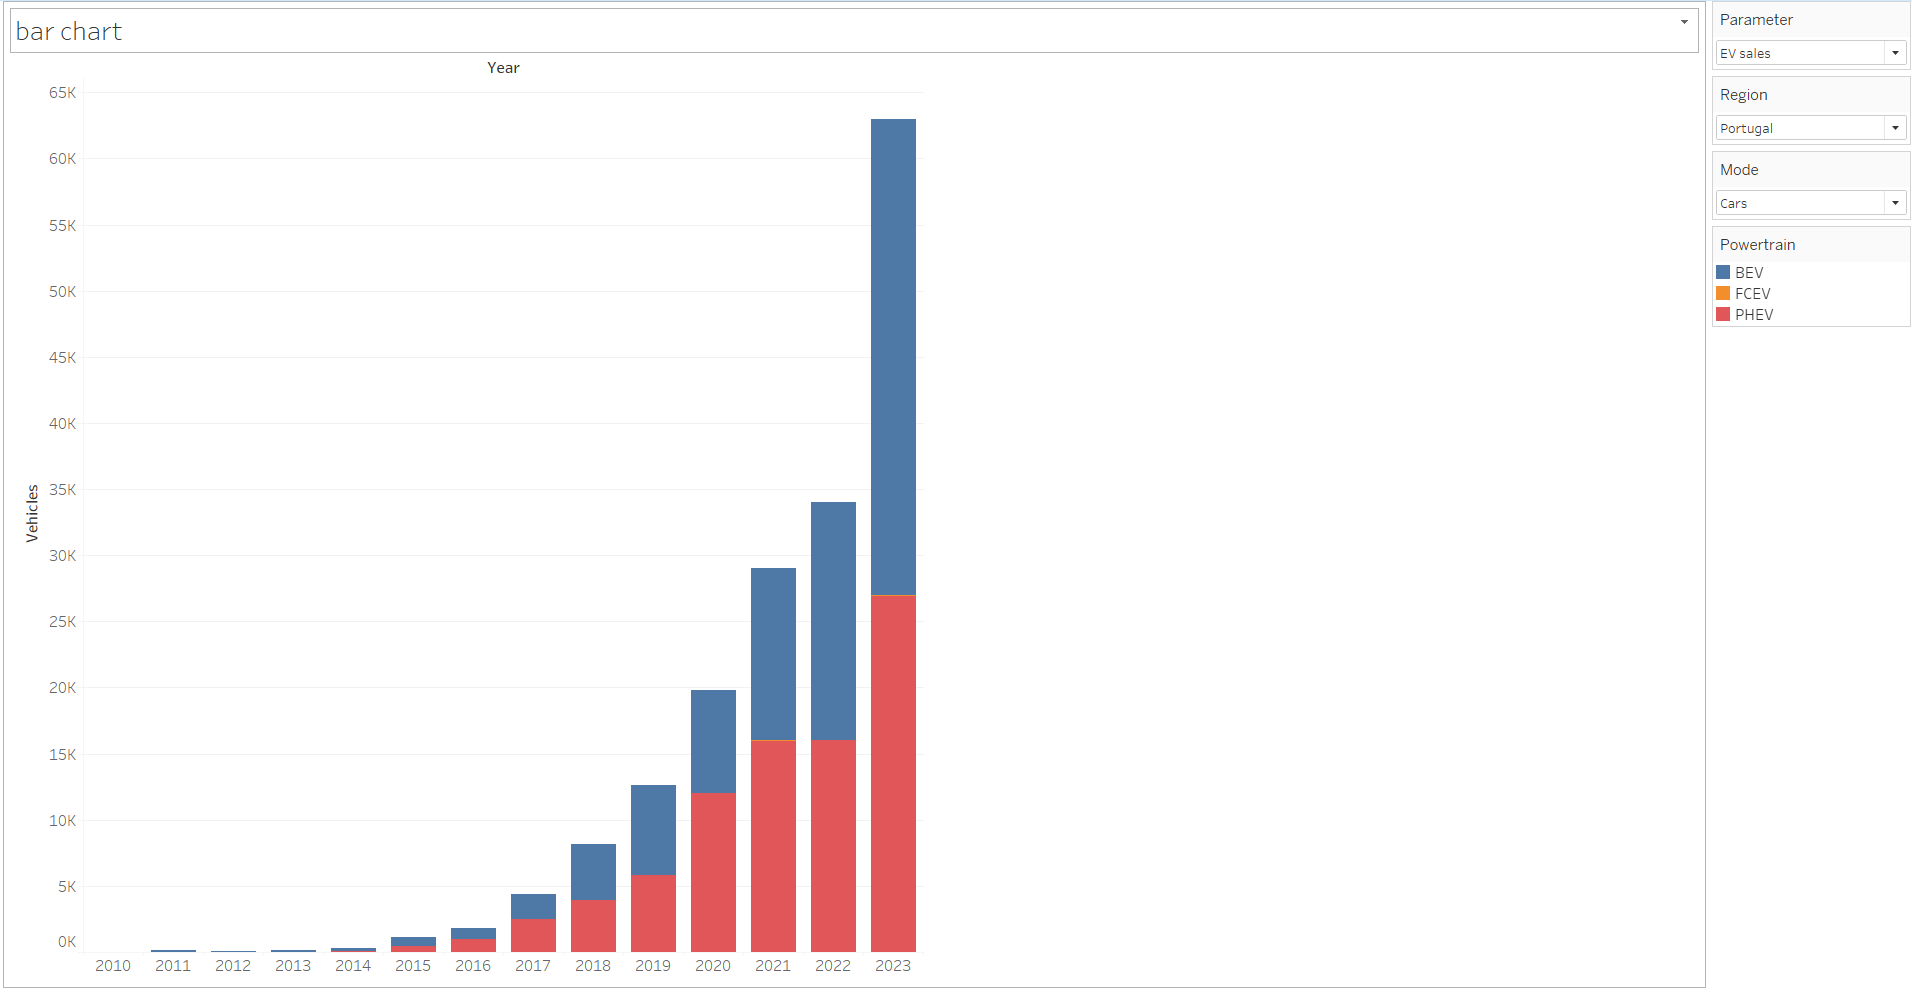 bar chart
Year
65K
60K
55K
50K
45K
40K
35K
30K
25K
20K
15K
10K
5K
0K
Vehicles
2010 2011 2012 2013 2014 2015 2016 2017 2018 2019 2020 2021 2022 2023
Parameter
EV sales
Region
Portugal
Mode
Cars
Powertrain
BEV
FCEV
PHEV